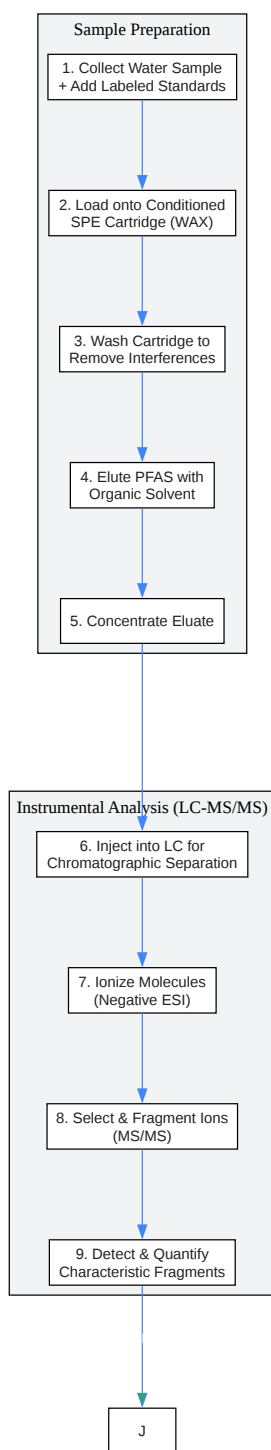 Sample Preparation
1. Collect Water Sample
+ Add Labeled Standards
2. Load onto Conditioned
SPE Cartridge (WAX)
3. Wash Cartridge to
Remove Interferences
4. Elute PFAS with
Organic Solvent
5. Concentrate Eluate
Instrumental Analysis (LC-MS/MS)
6. Inject into LC for
Chromatographic Separation
7. Ionize Molecules
(Negative ESI)
8. Select & Fragment Ions
(MS/MS)
9. Detect & Quantify
Characteristic Fragments
J